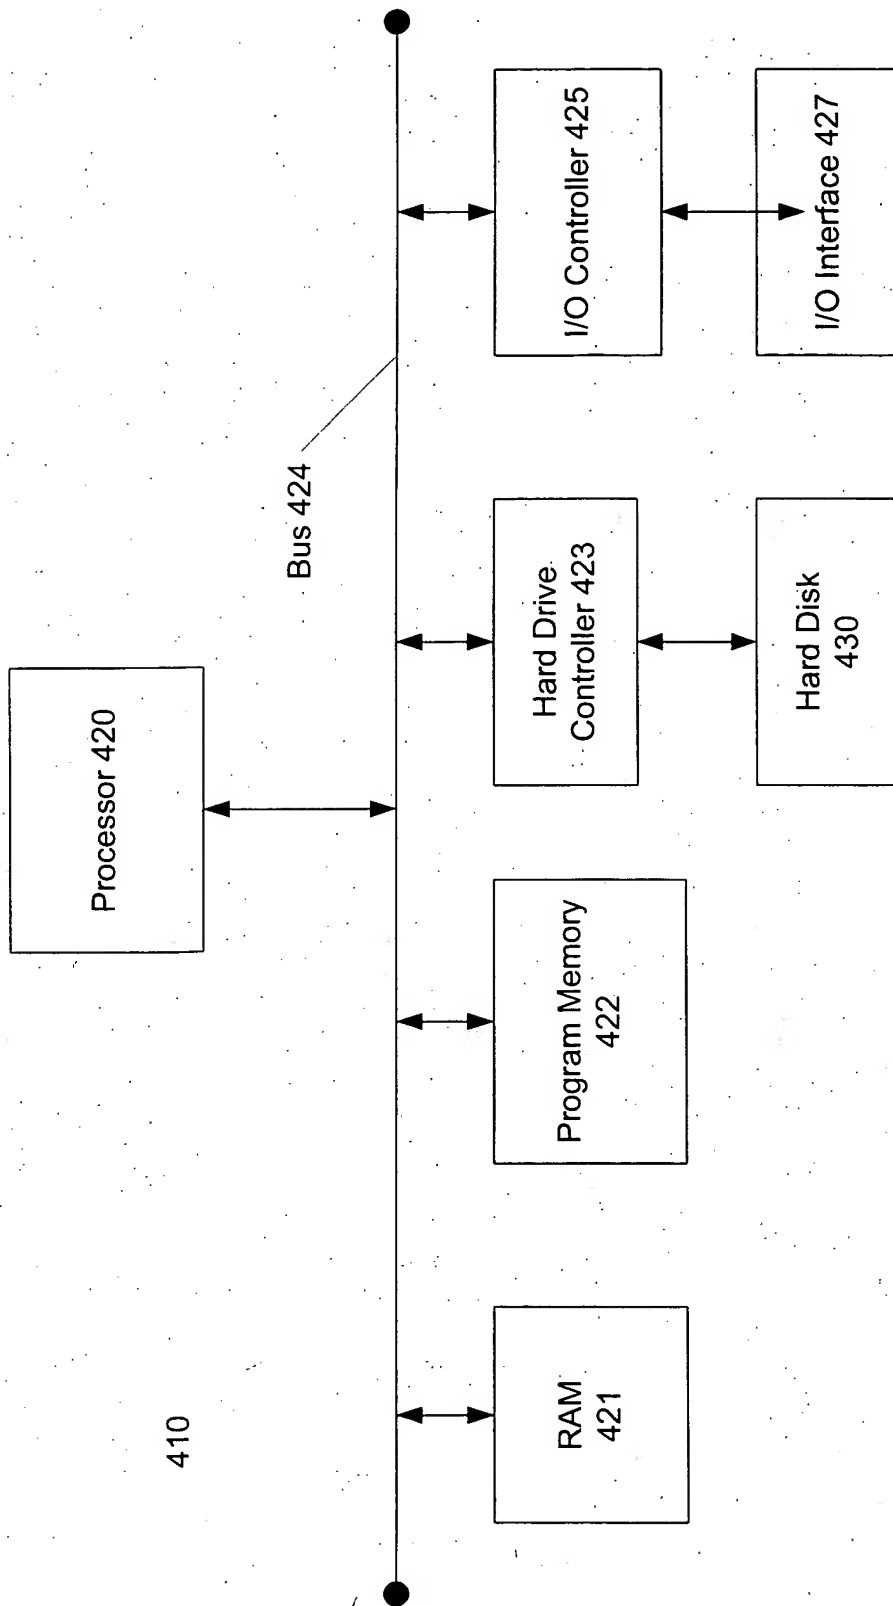 410
Processor 420
Bus 424
RAM
421
Program Memory
422
Hard Drive
Controller 423
I/O Controller 425
Hard Disk
430
I/O Interface 427